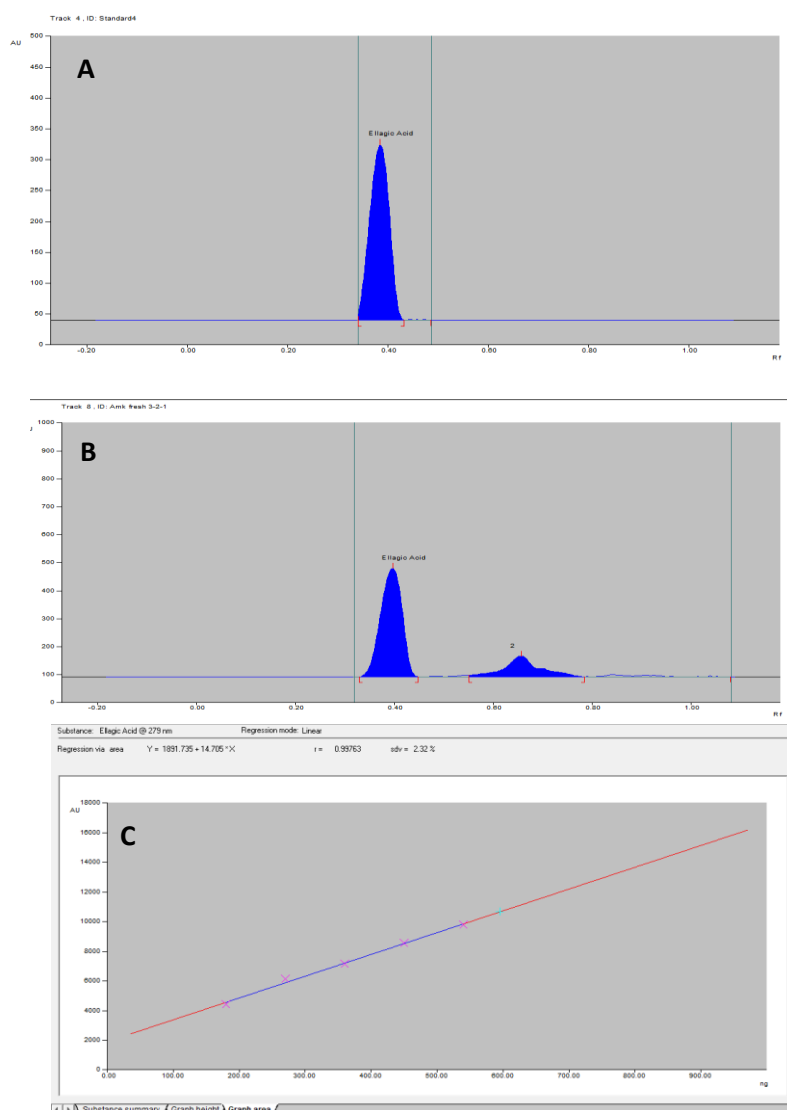 Track 4 , ID: Standard4
AU
500
A
450
400
350
Ellagic Acid
300
250
200
150
100
50
0
-0.20 0.00 0.20 0.40 0.60 0.80 1.00
Rf
Track 8 , ID: Amk fresh 3-2-1
1000
B
900
800
700
600
Ellagic Acid
500
400
300
2
200
100
0
-0.20 0.00 0.20 0.40 0.60 0.80 1.00
Rf
Substance: Ellagic Acid @ 279 nm Regression mode: Linear
Regression via area Y = 1891.735 + 14.705 * X r = 0.99763 sdv = 2.32 %
18000
AU
C
16000
14000
12000
10000
8000
6000
4000
2000
0
0.00 100.00 200.00 300.00 400.00 500.00 600.00 700.00 800.00 900.00
ng
Substance summary Graph height Graph area